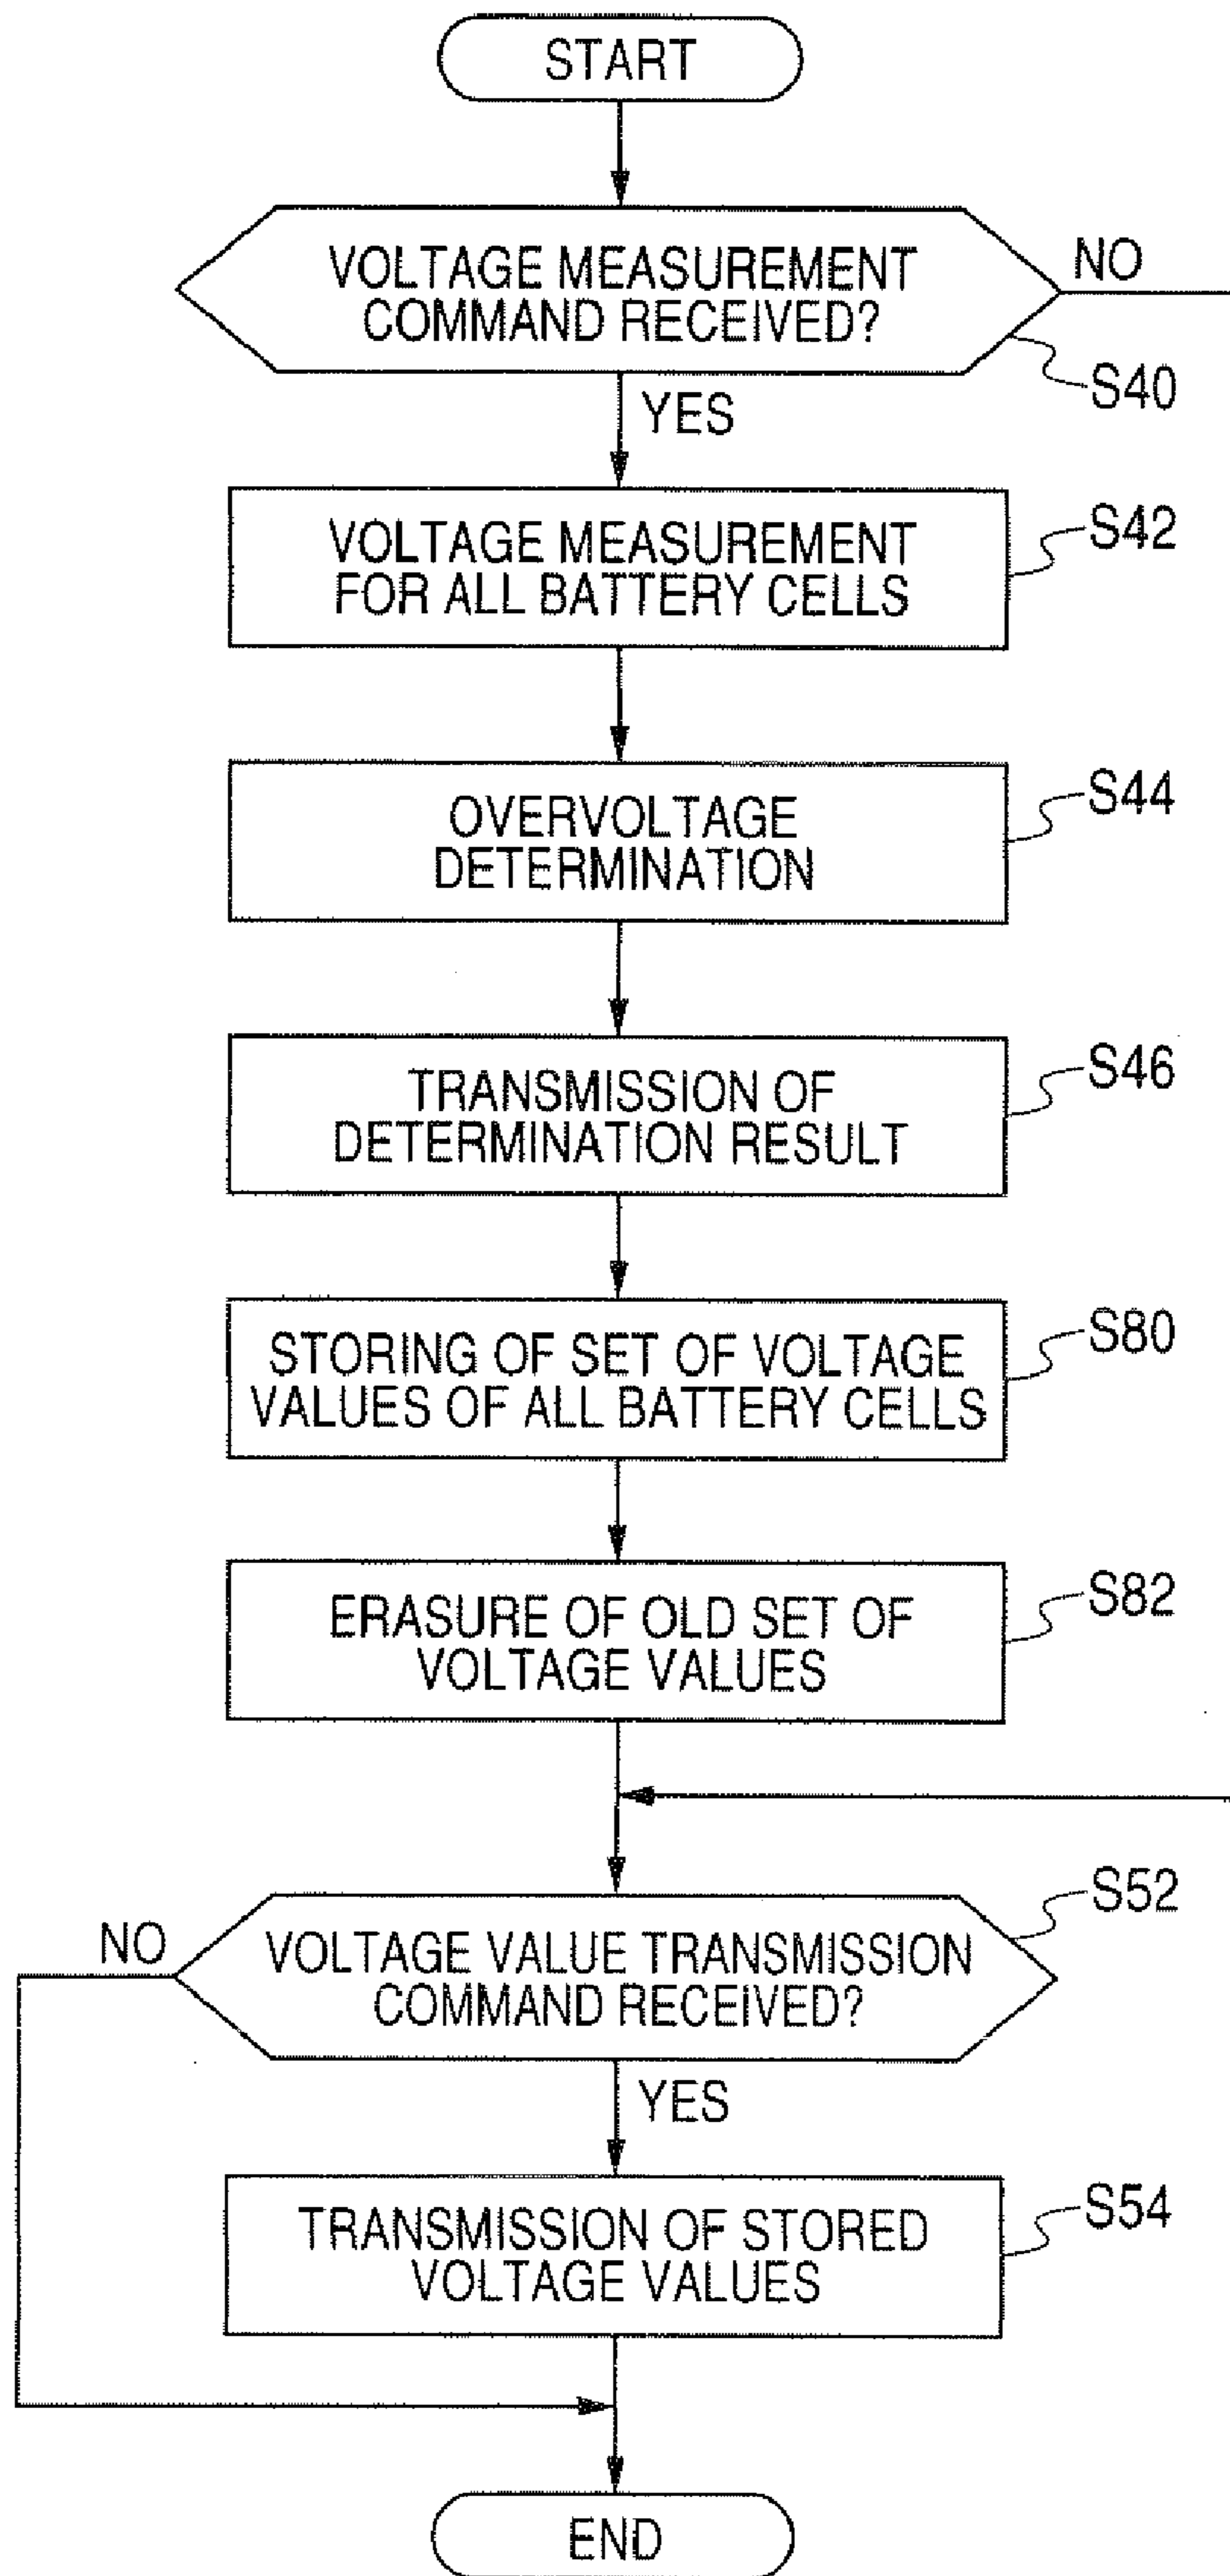 START
VOLTAGE MEASUREMENT
COMMAND RECEIVED?
NO
S40
YES
VOLTAGE MEASUREMENT
FOR ALL BATTERY CELLS
S42
OVERVOLTAGE
DETERMINATION
S44
TRANSMISSION OF
DETERMINATION RESULT
S46
STORING OF SET OF VOLTAGE
VALUES OF ALL BATTERY CELLS
S80
ERASURE OF OLD SET OF
VOLTAGE VALUES
S82
NO
VOLTAGE VALUE TRANSMISSION
COMMAND RECEIVED?
S52
YES
TRANSMISSION OF STORED
VOLTAGE VALUES
S54
END